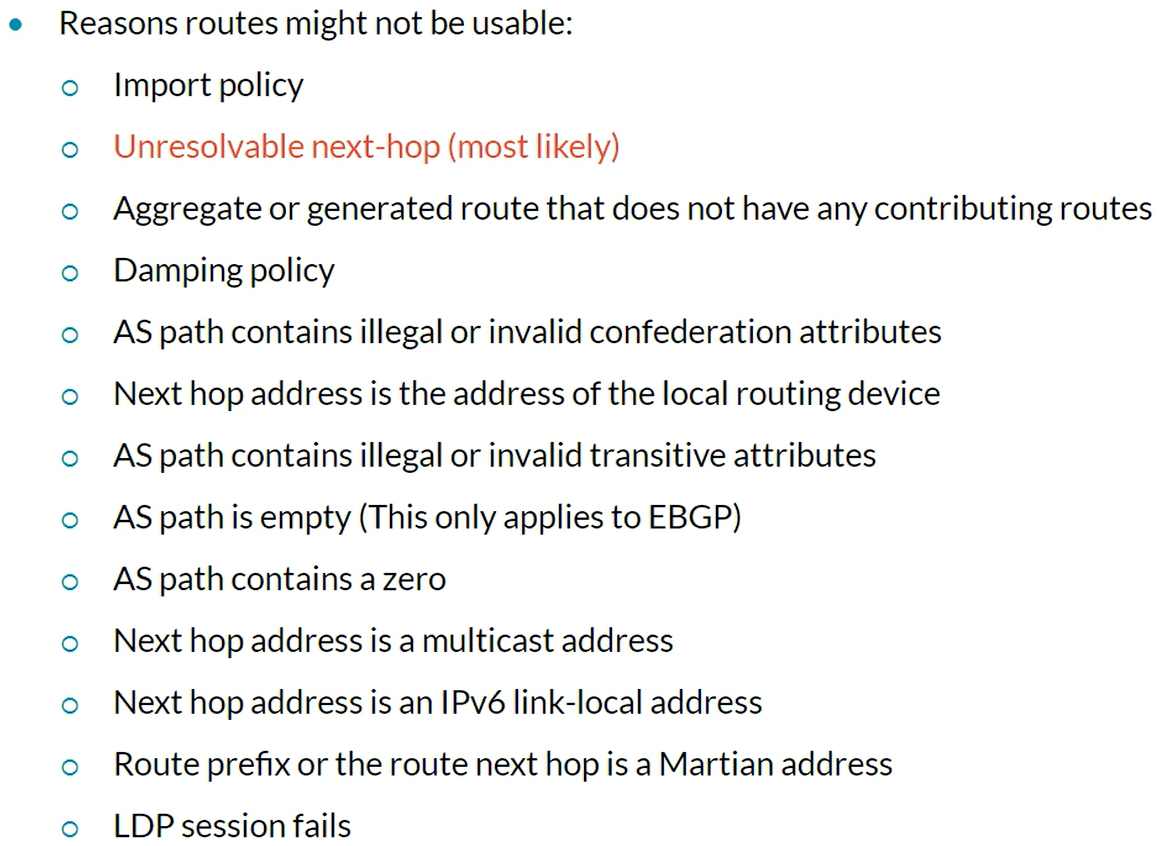 Reasons routes might not be usable:
Import policy
Unresolvable next-hop (most likely)
Aggregate or generated route that does not have any contributing routes
Damping policy
AS path contains illegal or invalid confederation attributes
Next hop address is the address of the local routing device
AS path contains illegal or invalid transitive attributes
AS path is empty (This only applies to EBGP)
AS path contains a zero
Next hop address is a multicast address
Next hop address is an IPv6 link-local address
Route prefix or the route next hop is a Martian address
LDP session fails